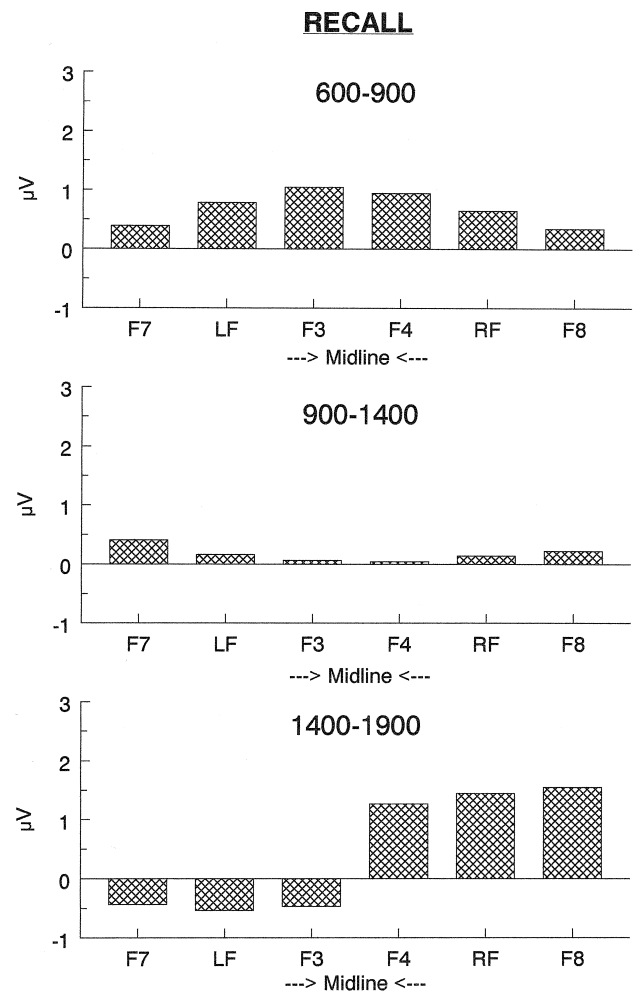 RECALL
600-900
3
2
1
0
-1
µV
F7 LF F3 F4 RF F8
---> Midline <---
900-1400
3
2
1
0
-1
µV
F7 LF F3 F4 RF F8
---> Midline <---
1400-1900
3
2
1
0
-1
µV
F7 LF F3 F4 RF F8
---> Midline <---